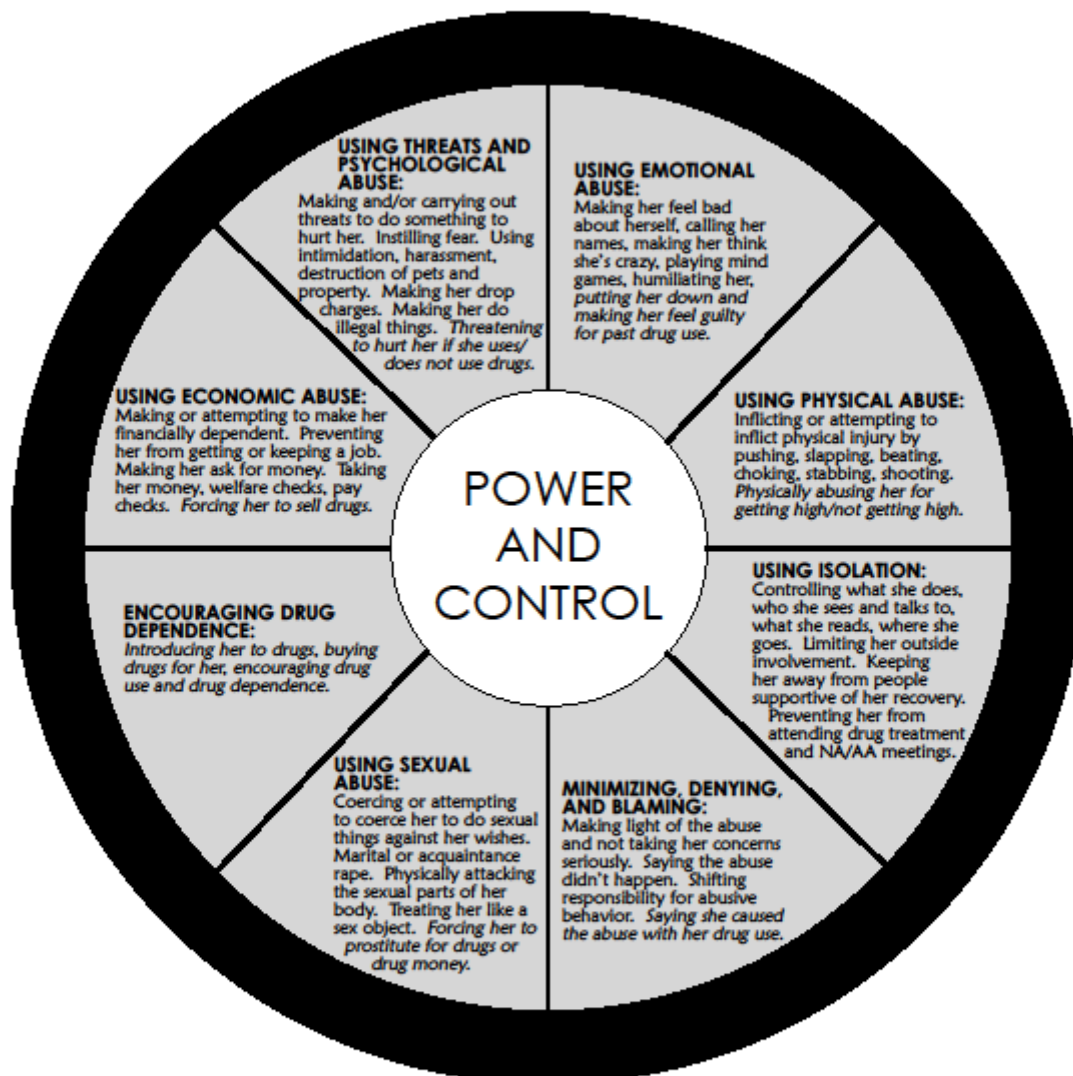 USING THREATS AND
PSYCHOLOGICAL
ABUSE:
Making and/or carrying out
threats to do something to
hurt her. Instilling fear. Using
intimidation, harassment,
destruction of pets and
property. Making her drop
charges. Making her do
illegal things. Threatening
to hurt her if she uses/
does not use drugs.
USING EMOTIONAL
ABUSE:
Making her feel bad
about herself, calling her
names, making her think
she's crazy, playing mind
games, humiliating her,
putting her down and
making her feel guilty
for past drug use.
USING PHYSICAL ABUSE:
Inflicting or attempting to
inflict physical injury by
pushing, slapping, beating,
choking, stabbing, shooting.
Physically abusing her for
getting high/not getting high.
USING ISOLATION:
Controlling what she does,
who she sees and talks to,
what she reads, where she
goes. Limiting her outside
involvement. Keeping
her away from people
supportive of her recovery.
Preventing her from
attending drug treatment
and NA/AA meetings.
MINIMIZING, DENYING,
AND BLAMING:
Making light of the abuse
and not taking her concerns
seriously. Saying the abuse
didn't happen. Shifting
responsibility for abusive
behavior. Saying she caused
the abuse with her drug use.
USING SEXUAL
ABUSE:
Coercing or attempting
to coerce her to do sexual
things against her wishes.
Marital or acquaintance
rape. Physically attacking
the sexual parts of her
body. Treating her like a
sex object. Forcing her to
prostitute for drugs or
drug money.
ENCOURAGING DRUG
DEPENDENCE:
Introducing her to drugs, buying
drugs for her, encouraging drug
use and drug dependence.
USING ECONOMIC ABUSE:
Making or attempting to make her
financially dependent. Preventing
her from getting or keeping a job.
Making her ask for money. Taking
her money, welfare checks, pay
checks. Forcing her to sell drugs.
POWER
AND
CONTROL